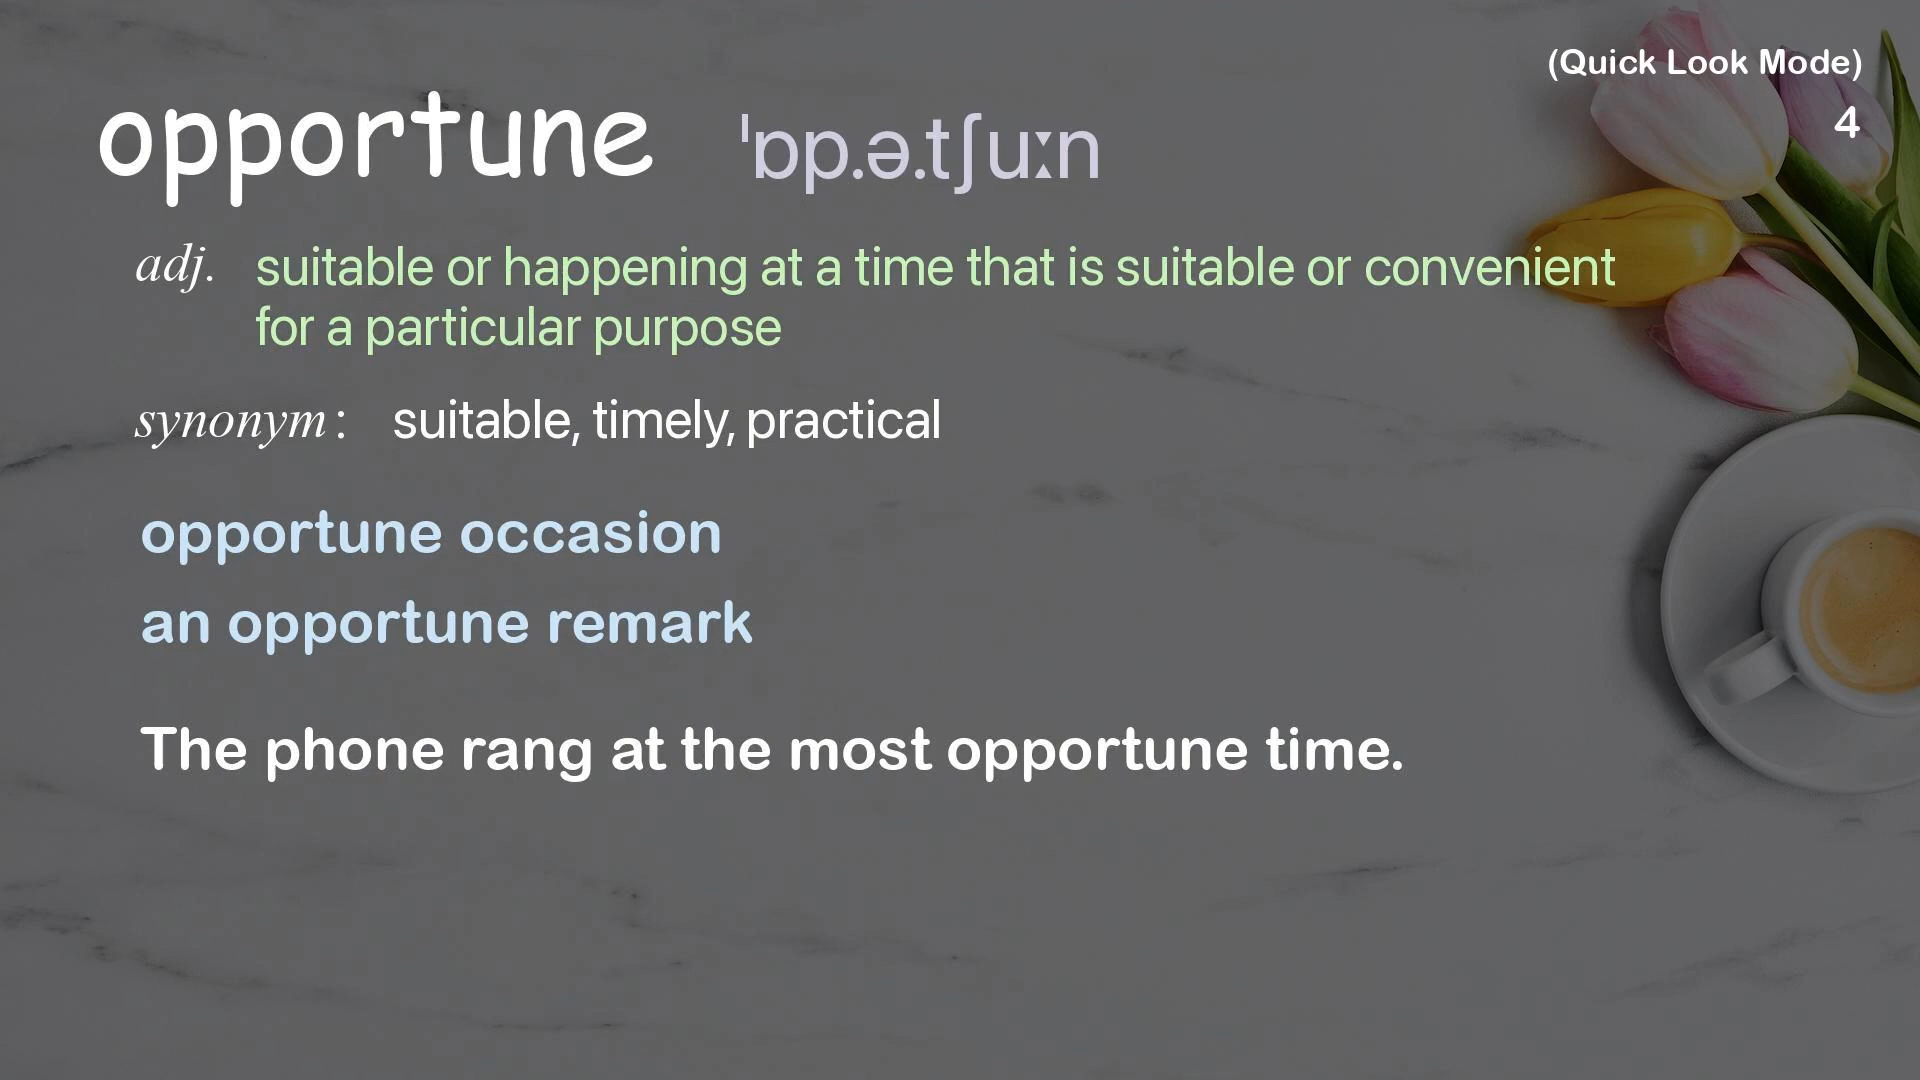 (Quick Look Mode)
4
opportune ˈɒp.ə.tʃuːn
adj. suitable or happening at a time that is suitable or convenient
for a particular purpose
synonym: suitable, timely, practical
opportune occasion
an opportune remark
The phone rang at the most opportune time.